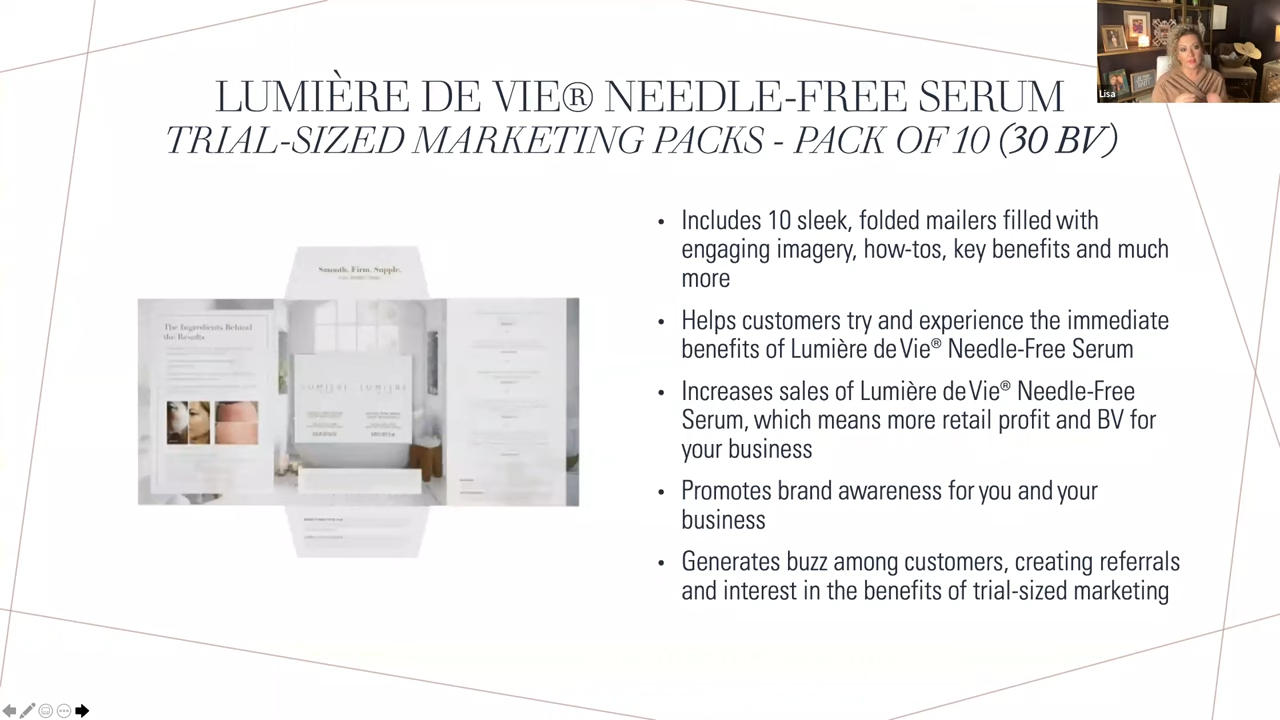 LUMIÈRE DE VIE® NEEDLE-FREE SERUM
TRIAL-SIZED MARKETING PACKS - PACK OF 10 (30 BV)
Lisa
Smooth. Firm. Supple.
The Ingredients Behind
the Results
LUMIÈRE LUMIÈRE
• Includes 10 sleek, folded mailers filled with
engaging imagery, how-tos, key benefits and much
more
• Helps customers try and experience the immediate
benefits of Lumière de Vie® Needle-Free Serum
• Increases sales of Lumière de Vie® Needle-Free
Serum, which means more retail profit and BV for
your business
• Promotes brand awareness for you and your
business
• Generates buzz among customers, creating referrals
and interest in the benefits of trial-sized marketing